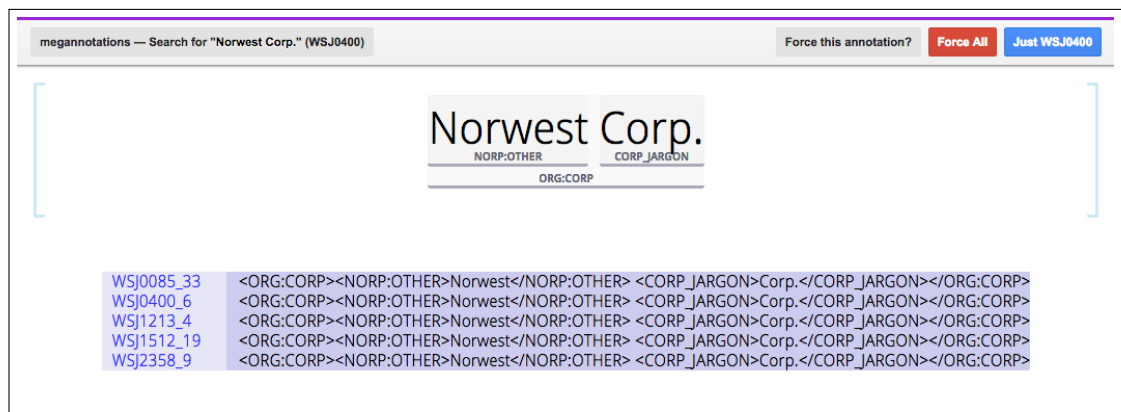 megannotations — Search for "Norwest Corp." (WSJ0400) Force this annotation? Force All Just WSJ0400
Norwest Corp.
NORP:OTHER CORP_JARGON
ORG:CORP
WSJ0085_33 <ORG:CORP><NORP:OTHER>Norwest</NORP:OTHER> <CORP_JARGON>Corp.</CORP_JARGON></ORG:CORP>
WSJ0400_6 <ORG:CORP><NORP:OTHER>Norwest</NORP:OTHER> <CORP_JARGON>Corp.</CORP_JARGON></ORG:CORP>
WSJ1213_4 <ORG:CORP><NORP:OTHER>Norwest</NORP:OTHER> <CORP_JARGON>Corp.</CORP_JARGON></ORG:CORP>
WSJ1512_19 <ORG:CORP><NORP:OTHER>Norwest</NORP:OTHER> <CORP_JARGON>Corp.</CORP_JARGON></ORG:CORP>
WSJ2358_9 <ORG:CORP><NORP:OTHER>Norwest</NORP:OTHER> <CORP_JARGON>Corp.</CORP_JARGON></ORG:CORP>